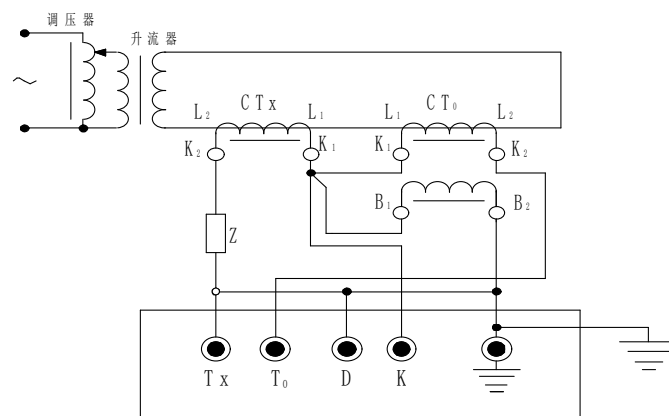 调压器
升流器
L₂ CTx L₁ L₁ CT₀ L₂
K₂ K₁ K₁ K₂
B₁ B₂
Z
Tx T₀ D K